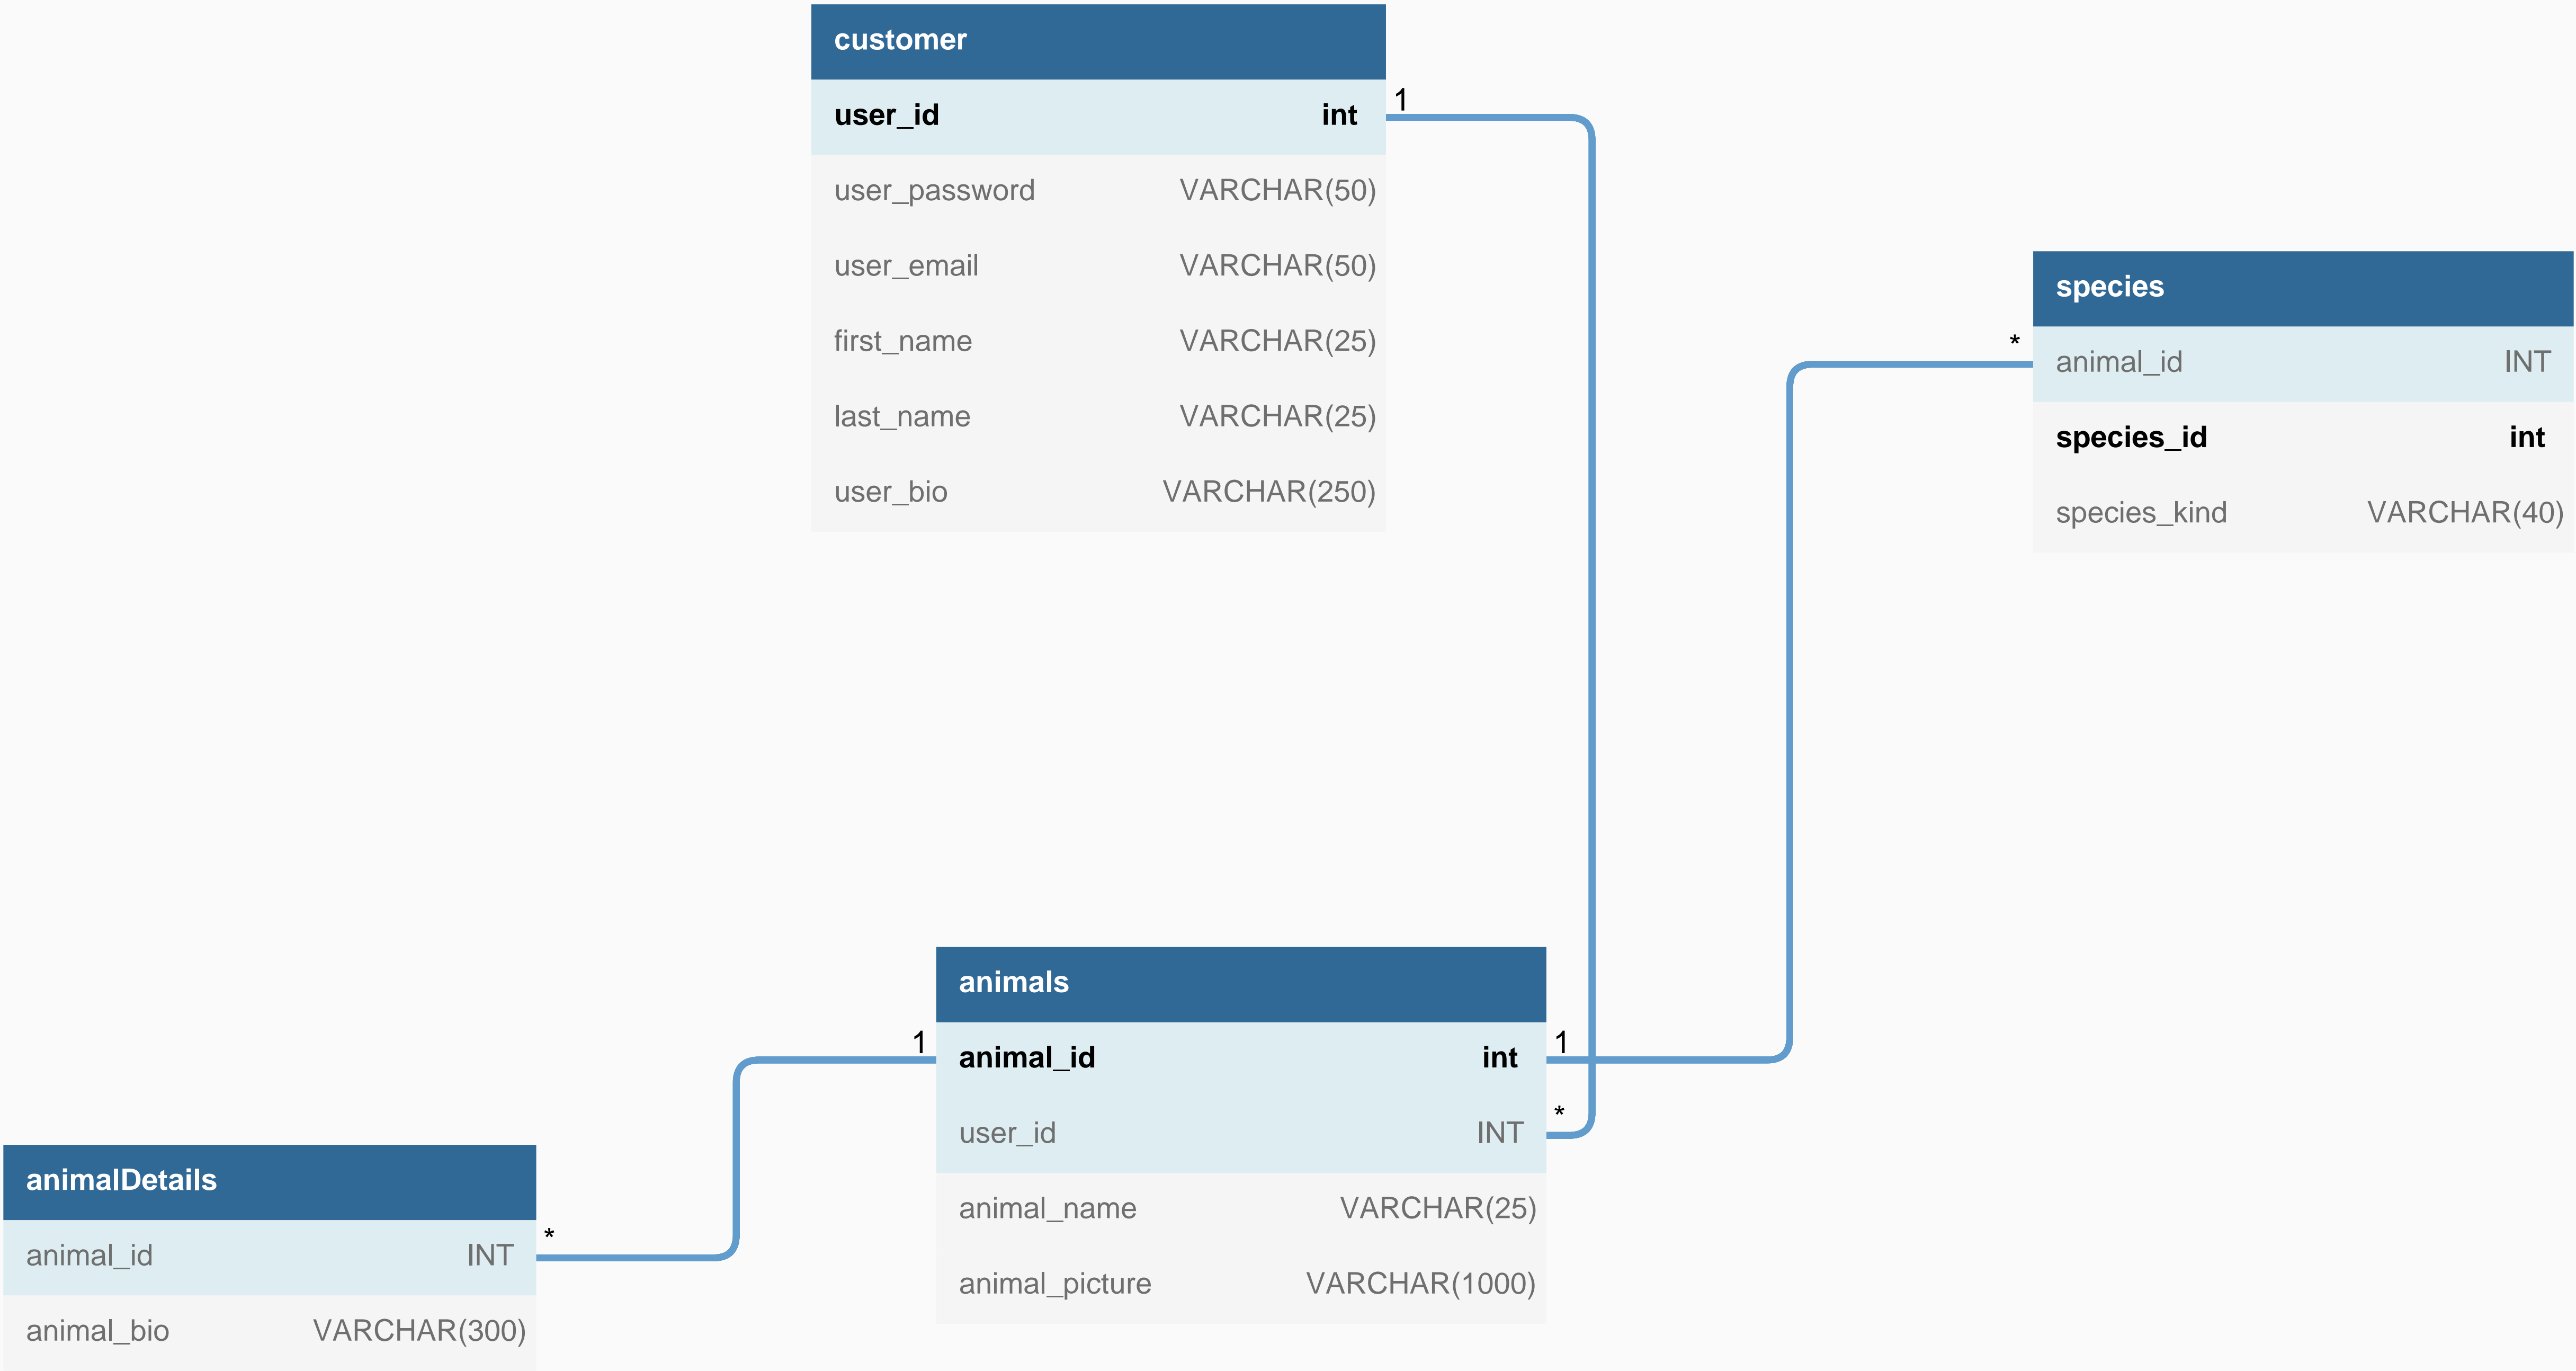 customer
user_id int
1
user_password VARCHAR(50)
user_email VARCHAR(50)
first_name VARCHAR(25)
last_name VARCHAR(25)
user_bio VARCHAR(250)
species
*
animal_id INT
species_id int
species_kind VARCHAR(40)
animals
1
animal_id int
1
user_id INT
*
animal_name VARCHAR(25)
animal_picture VARCHAR(1000)
animalDetails
animal_id INT
*
animal_bio VARCHAR(300)